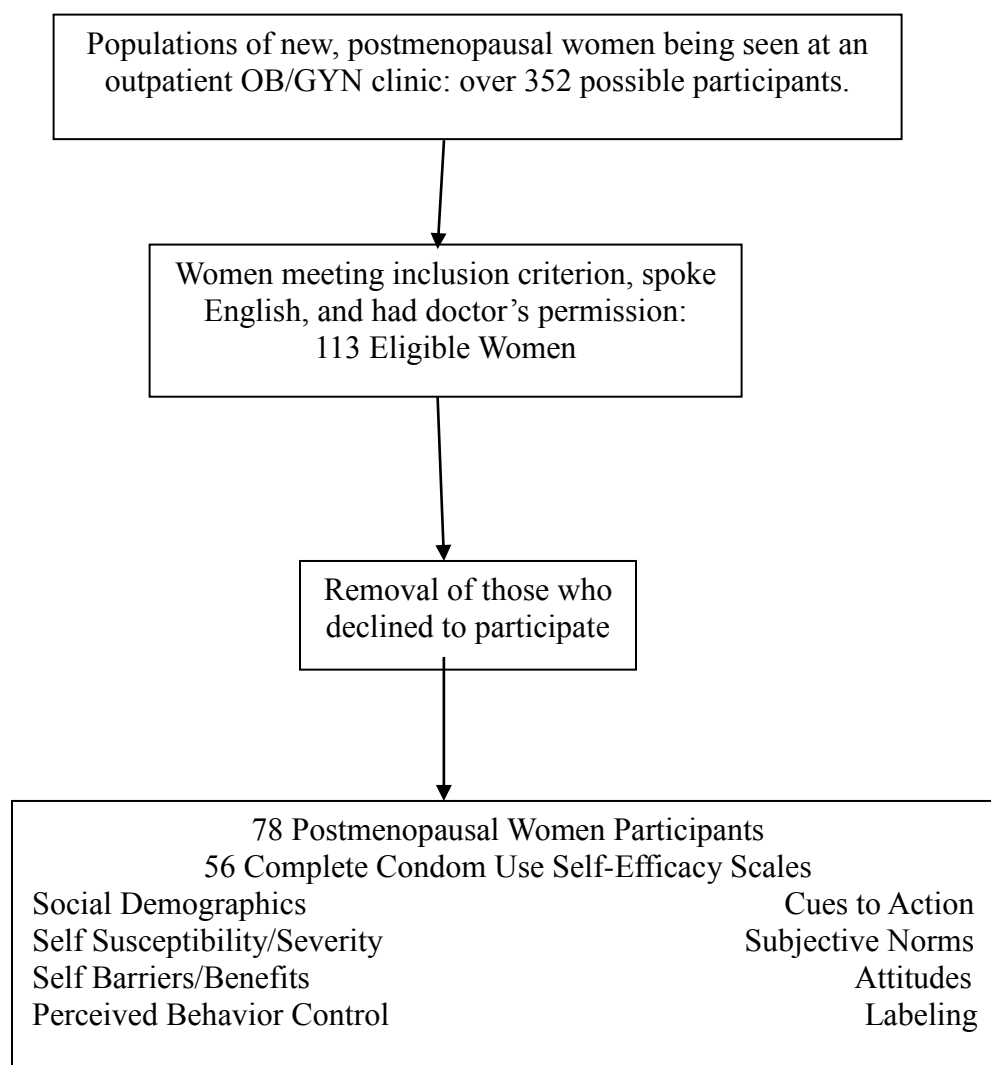 Populations of new, postmenopausal women being seen at an
outpatient OB/GYN clinic: over 352 possible participants.
Women meeting inclusion criterion, spoke
English, and had doctor’s permission:
113 Eligible Women
Removal of those who
declined to participate
78 Postmenopausal Women Participants
56 Complete Condom Use Self-Efficacy Scales
Social Demographics Cues to Action
Self Susceptibility/Severity Subjective Norms
Self Barriers/Benefits Attitudes
Perceived Behavior Control Labeling